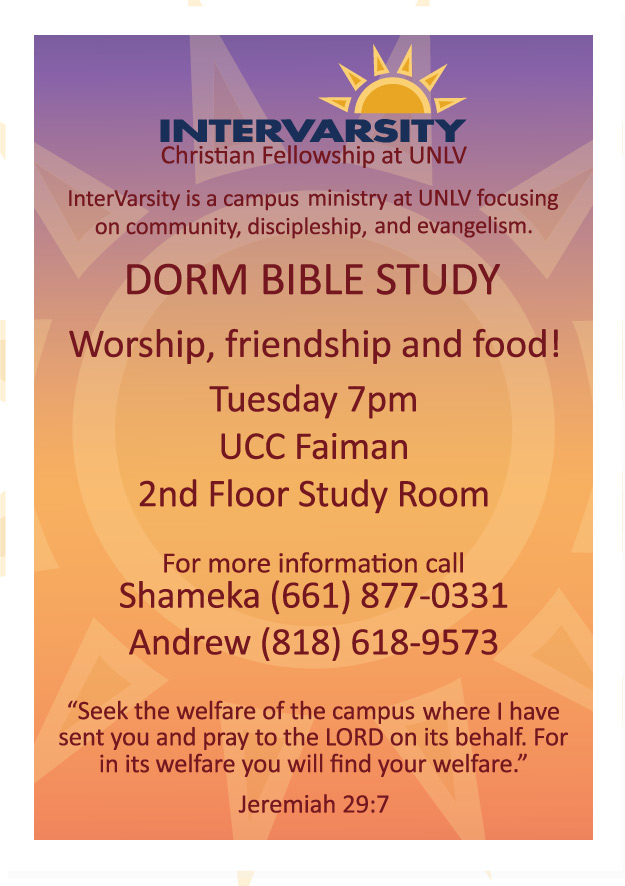 INTERVARSITY
Christian Fellowship at UNLV
InterVarsity is a campus ministry at UNLV focusing
on community, discipleship, and evangelism.
DORM BIBLE STUDY
Worship, friendship and food!
Tuesday 7pm
UCC Faiman
2nd Floor Study Room
For more information call
Shameka (661) 877-0331
Andrew (818) 618-9573
“Seek the welfare of the campus where I have
sent you and pray to the LORD on its behalf. For
in its welfare you will find your welfare.”
Jeremiah 29:7